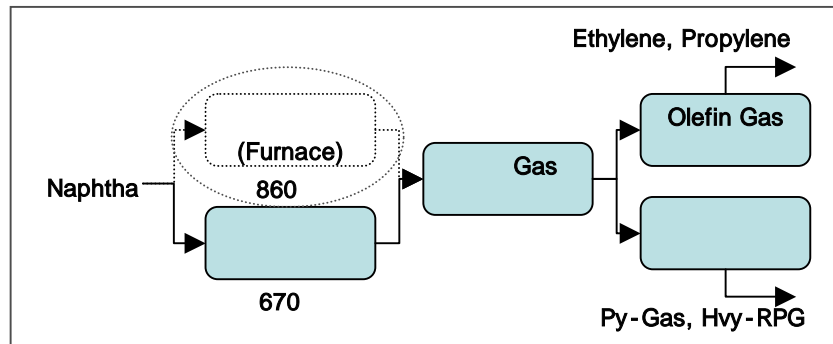 Ethylene, Propylene
Olefin Gas
(Furnace)
Gas
Naphtha
860
670
Py-Gas, Hvy-RPG